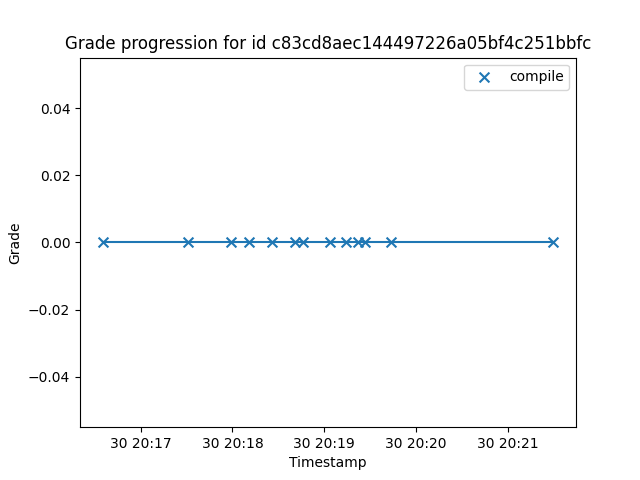 Grade progression for id c83cd8aec144497226a05bf4c251bbfc
compile
0.04
0.02
0.00
−0.02
−0.04
Grade
30 20:17 30 20:18 30 20:19 30 20:20 30 20:21
Timestamp